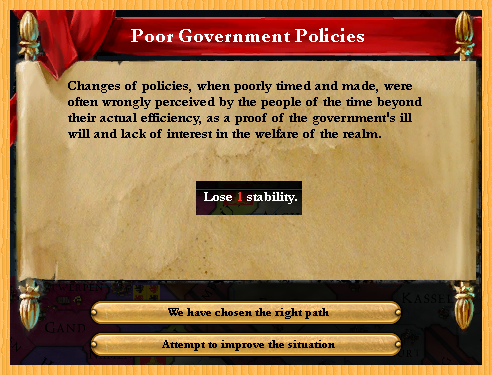 Poor Government Policies
Changes of policies, when poorly timed and made, were
often wrongly perceived by the people of the time beyond
their actual efficiency, as a proof of the government's ill
will and lack of interest in the welfare of the realm.
Lose 1 stability.
KASSEL
GAND
We have chosen the right path
Attempt to improve the situation